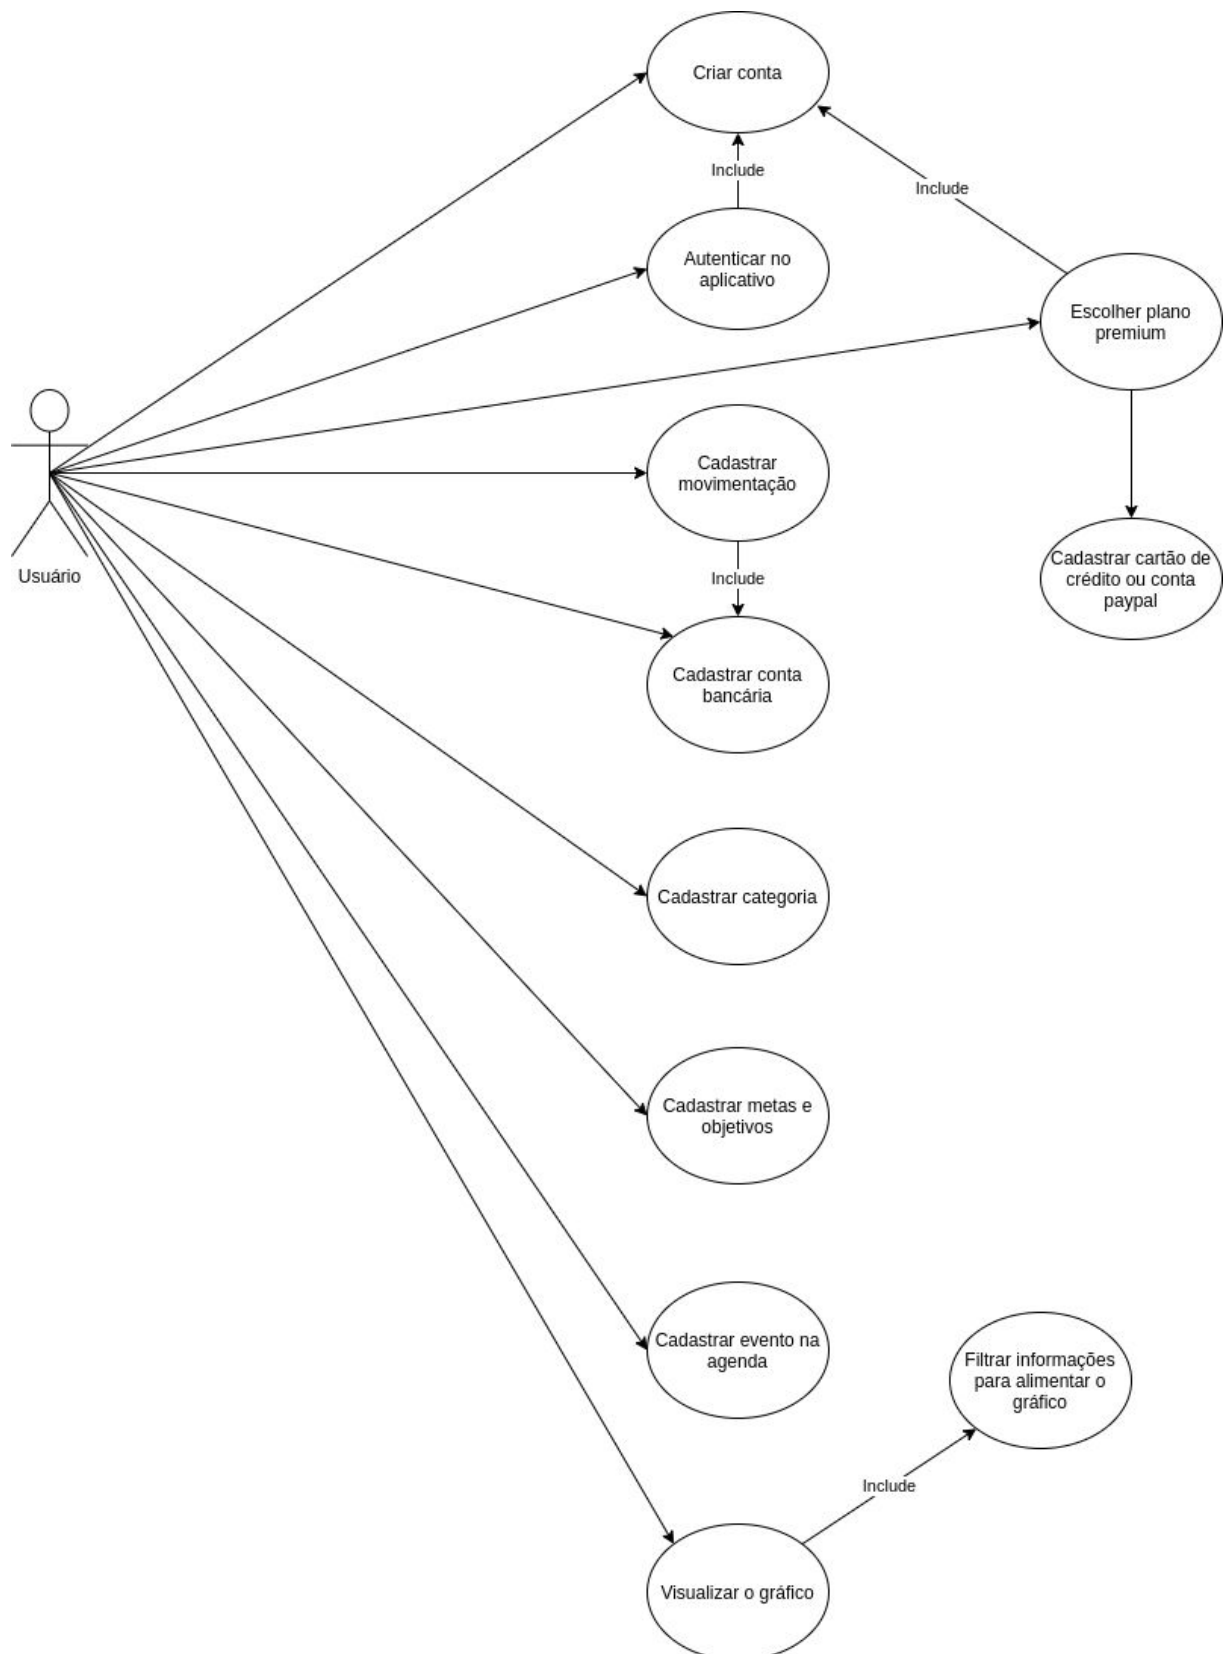 Criar conta
Include
Include
Autenticar no
aplicativo
Escolher plano
premium
Cadastrar
movimentação
Usuário
Include
Cadastrar cartão de
crédito ou conta
paypal
Cadastrar conta
bancária
Cadastrar categoria
Cadastrar metas e
objetivos
Cadastrar evento na
agenda
Filtrar informações
para alimentar o
gráfico
Include
Visualizar o gráfico